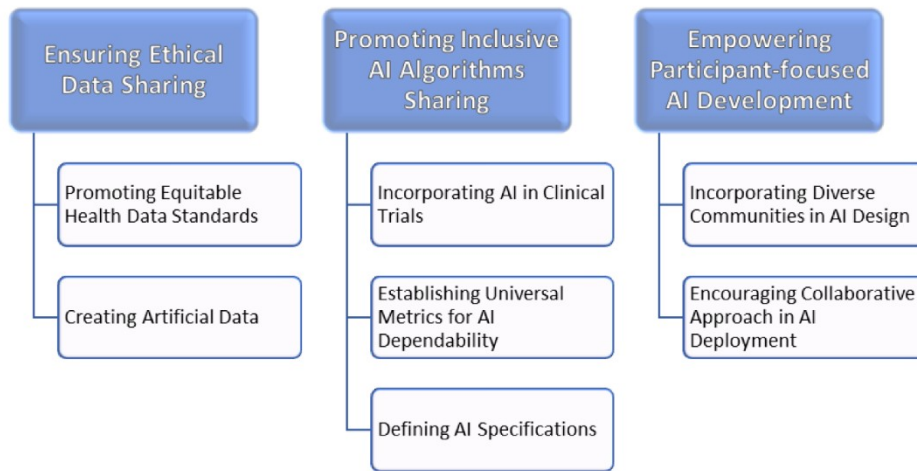 Ensuring Ethical
Data Sharing
Promoting Equitable
Health Data Standards
Creating Artificial Data
Promoting Inclusive
AI Algorithms
Sharing
Incorporating AI in Clinical
Trials
Establishing Universal
Metrics for AI
Dependability
Defining AI Specifications
Empowering
Participant-focused
AI Development
Incorporating Diverse
Communities in AI Design
Encouraging Collaborative
Approach in AI
Deployment